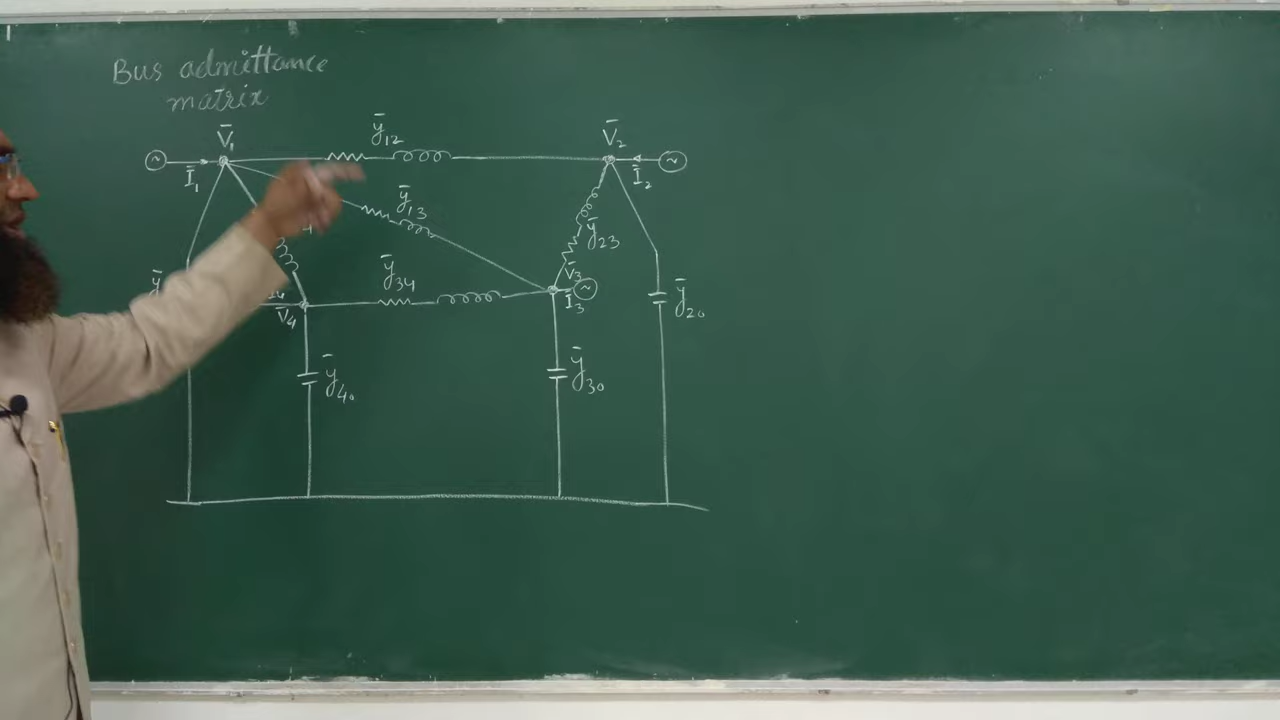 Bus admittance
matrix
V̄₁
ȳ₁₂
V̄₂
Ī₁
Ī₂
ȳ₁₃
ȳ₂₃
ȳ₃₄
V̄₃
Ī₃
V̄₄
ȳ₂₀
ȳ₄₀
ȳ₃₀